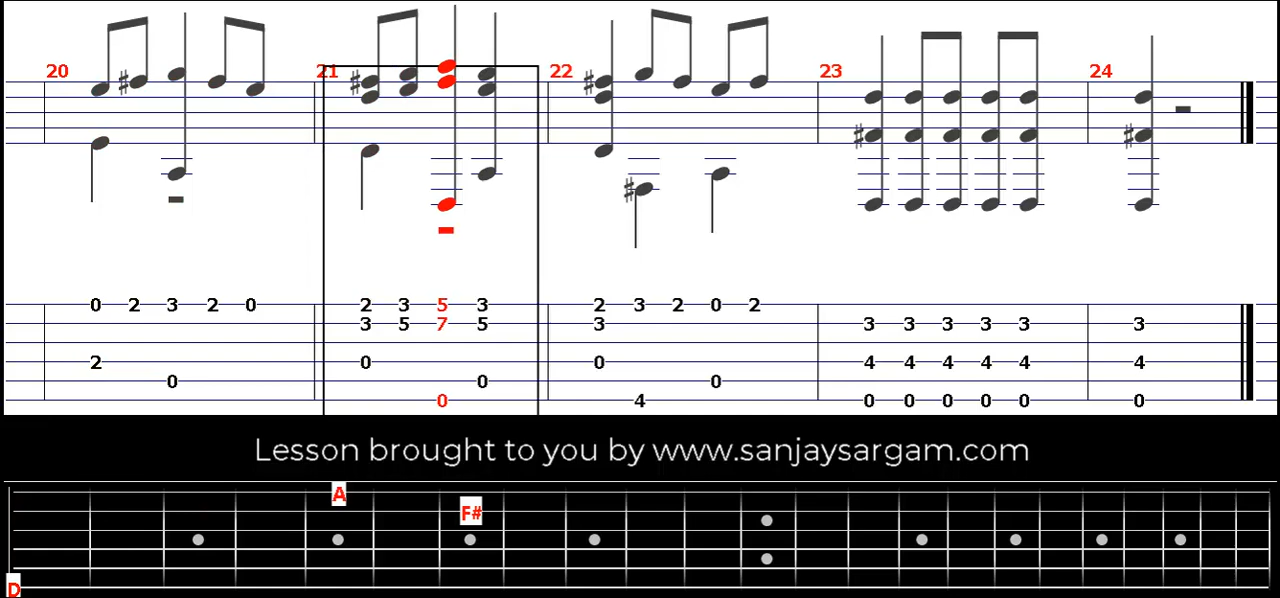 20 21 22 23 24
0 2 3 2 0 2 3 5 3 2 3 2 0 2
3 5 7 5 3 3 3 3 3 3 3
2 0 0 4 4 4 4 4 4
0 0 0
0 4 0 0 0 0 0 0
Lesson brought to you by www.sanjaysargam.com
A
F#
D